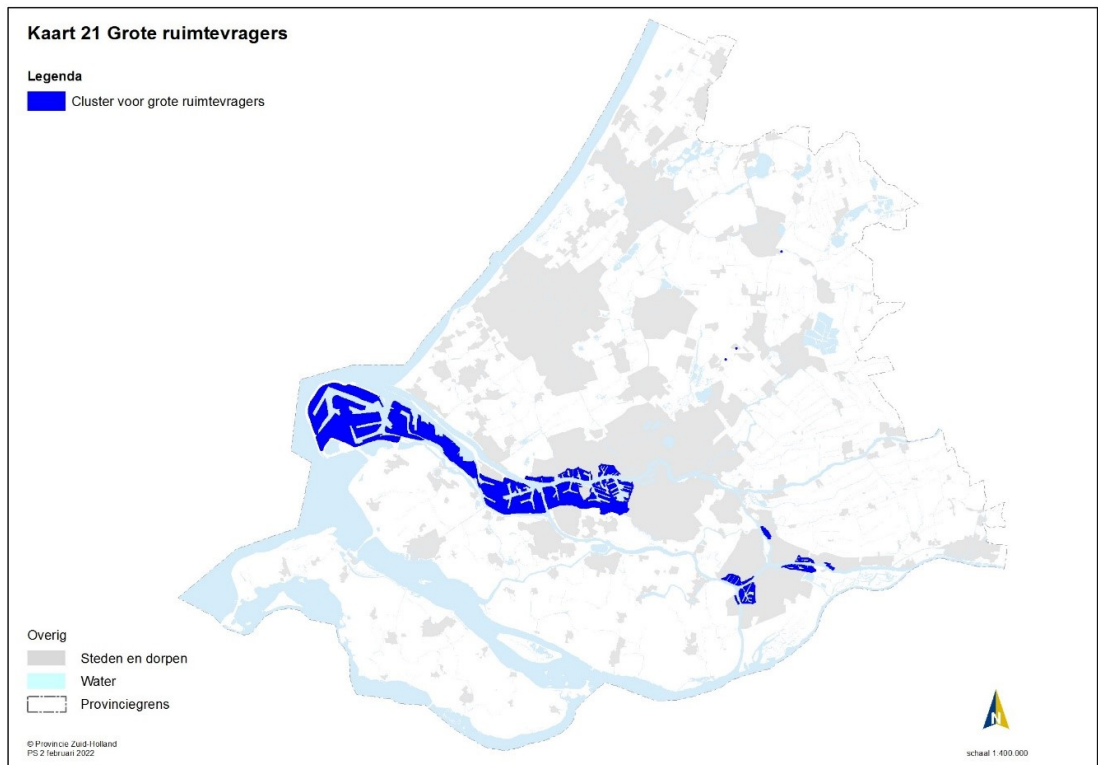 Kaart 21 Grote ruimtevragers
Legenda
Cluster voor grote ruimtevragers
Overig
Steden en dorpen
Water
Provinciegrens
© Provincie Zuid-Holland
PS 2 februari 2022
N
schaal 1:400.000